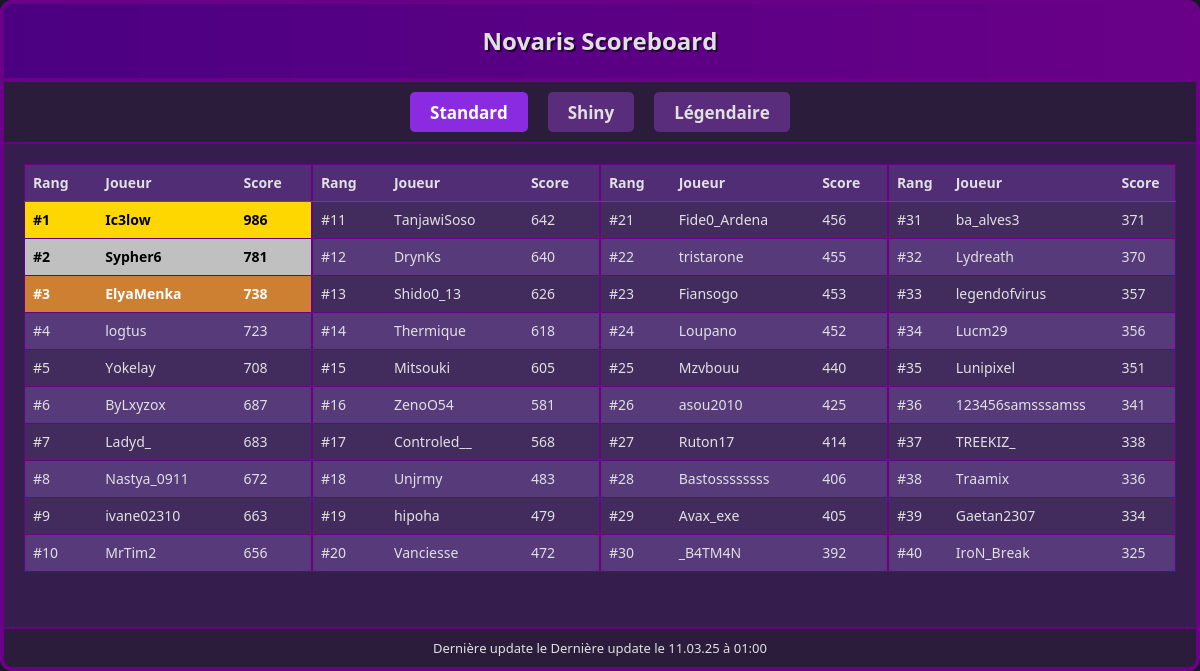 Novaris Scoreboard
Standard Shiny Légendaire
Rang Joueur Score Rang Joueur Score Rang Joueur Score Rang Joueur Score
#1 Ic3low 986 #11 TanjawiSoso 642 #21 Fide0_Ardena 456 #31 ba_alves3 371
#2 Sypher6 781 #12 DrynKs 640 #22 tristarone 455 #32 Lydreath 370
#3 ElyaMenka 738 #13 Shido0_13 626 #23 Fiansogo 453 #33 legendofvirus 357
#4 logtus 723 #14 Thermique 618 #24 Loupano 452 #34 Lucm29 356
#5 Yokelay 708 #15 Mitsouki 605 #25 Mzvbouu 440 #35 Lunipixel 351
#6 ByLxyzox 687 #16 ZenoO54 581 #26 asou2010 425 #36 123456samsssamss 341
#7 Ladyd_ 683 #17 Controled__ 568 #27 Ruton17 414 #37 TREEKIZ_ 338
#8 Nastya_0911 672 #18 Unjrmy 483 #28 Bastossssssss 406 #38 Traamix 336
#9 ivane02310 663 #19 hipoha 479 #29 Avax_exe 405 #39 Gaetan2307 334
#10 MrTim2 656 #20 Vanciesse 472 #30 _B4TM4N 392 #40 IroN_Break 325
Dernière update le Dernière update le 11.03.25 à 01:00